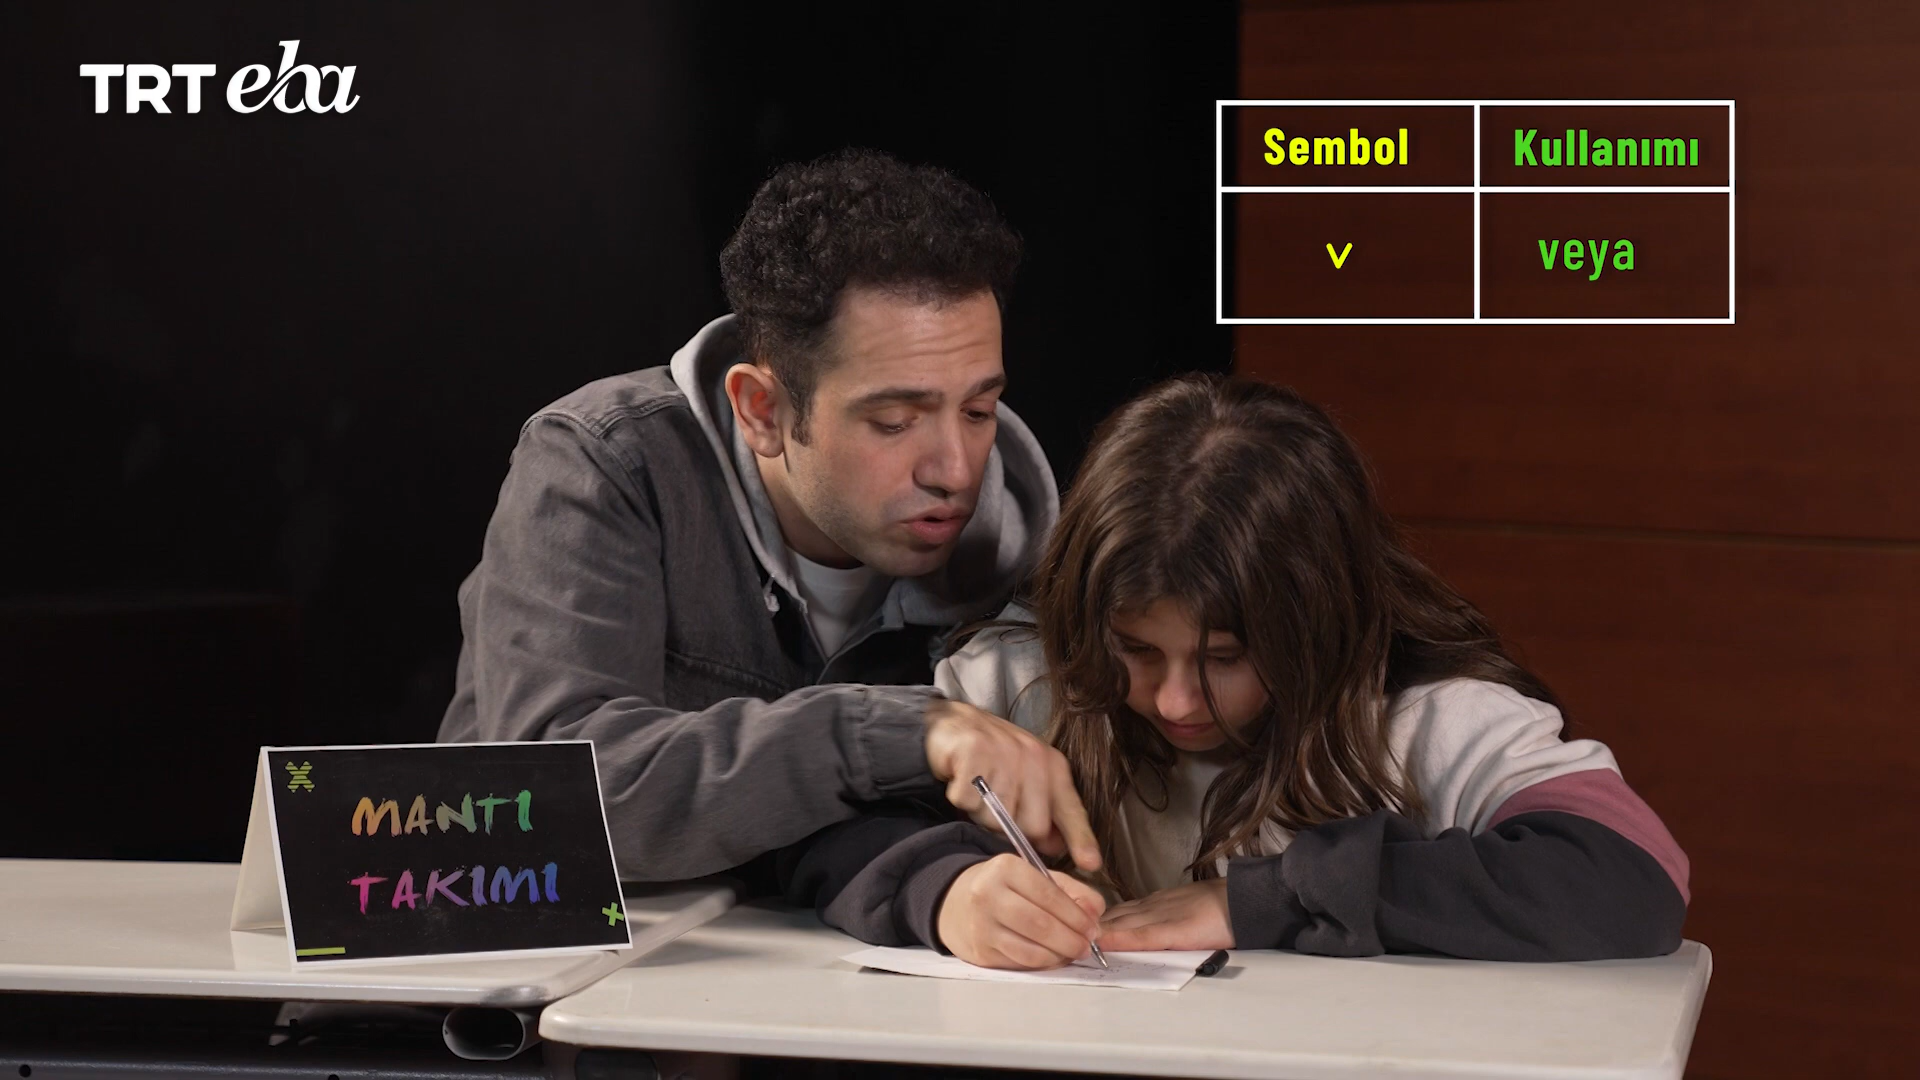 TRT eba
Sembol Kullanımı
v veya
MANTI
TAKIMI